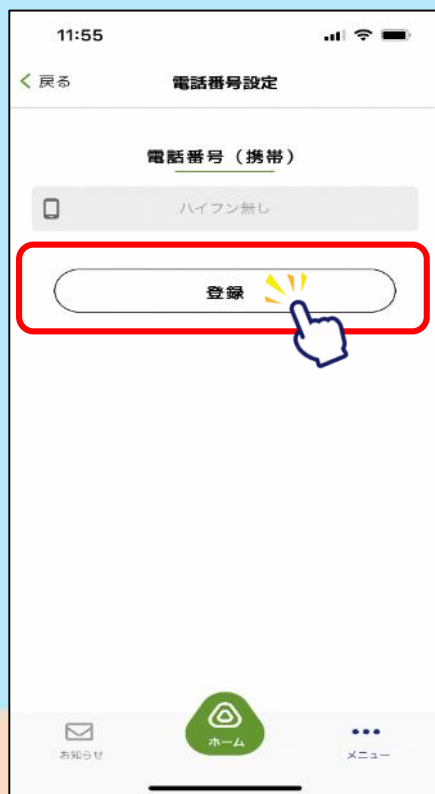 11:55
戻る
電話番号設定
電話番号（携帯）
ハイフン無し
登録
お知らせ
ホーム
メニュー